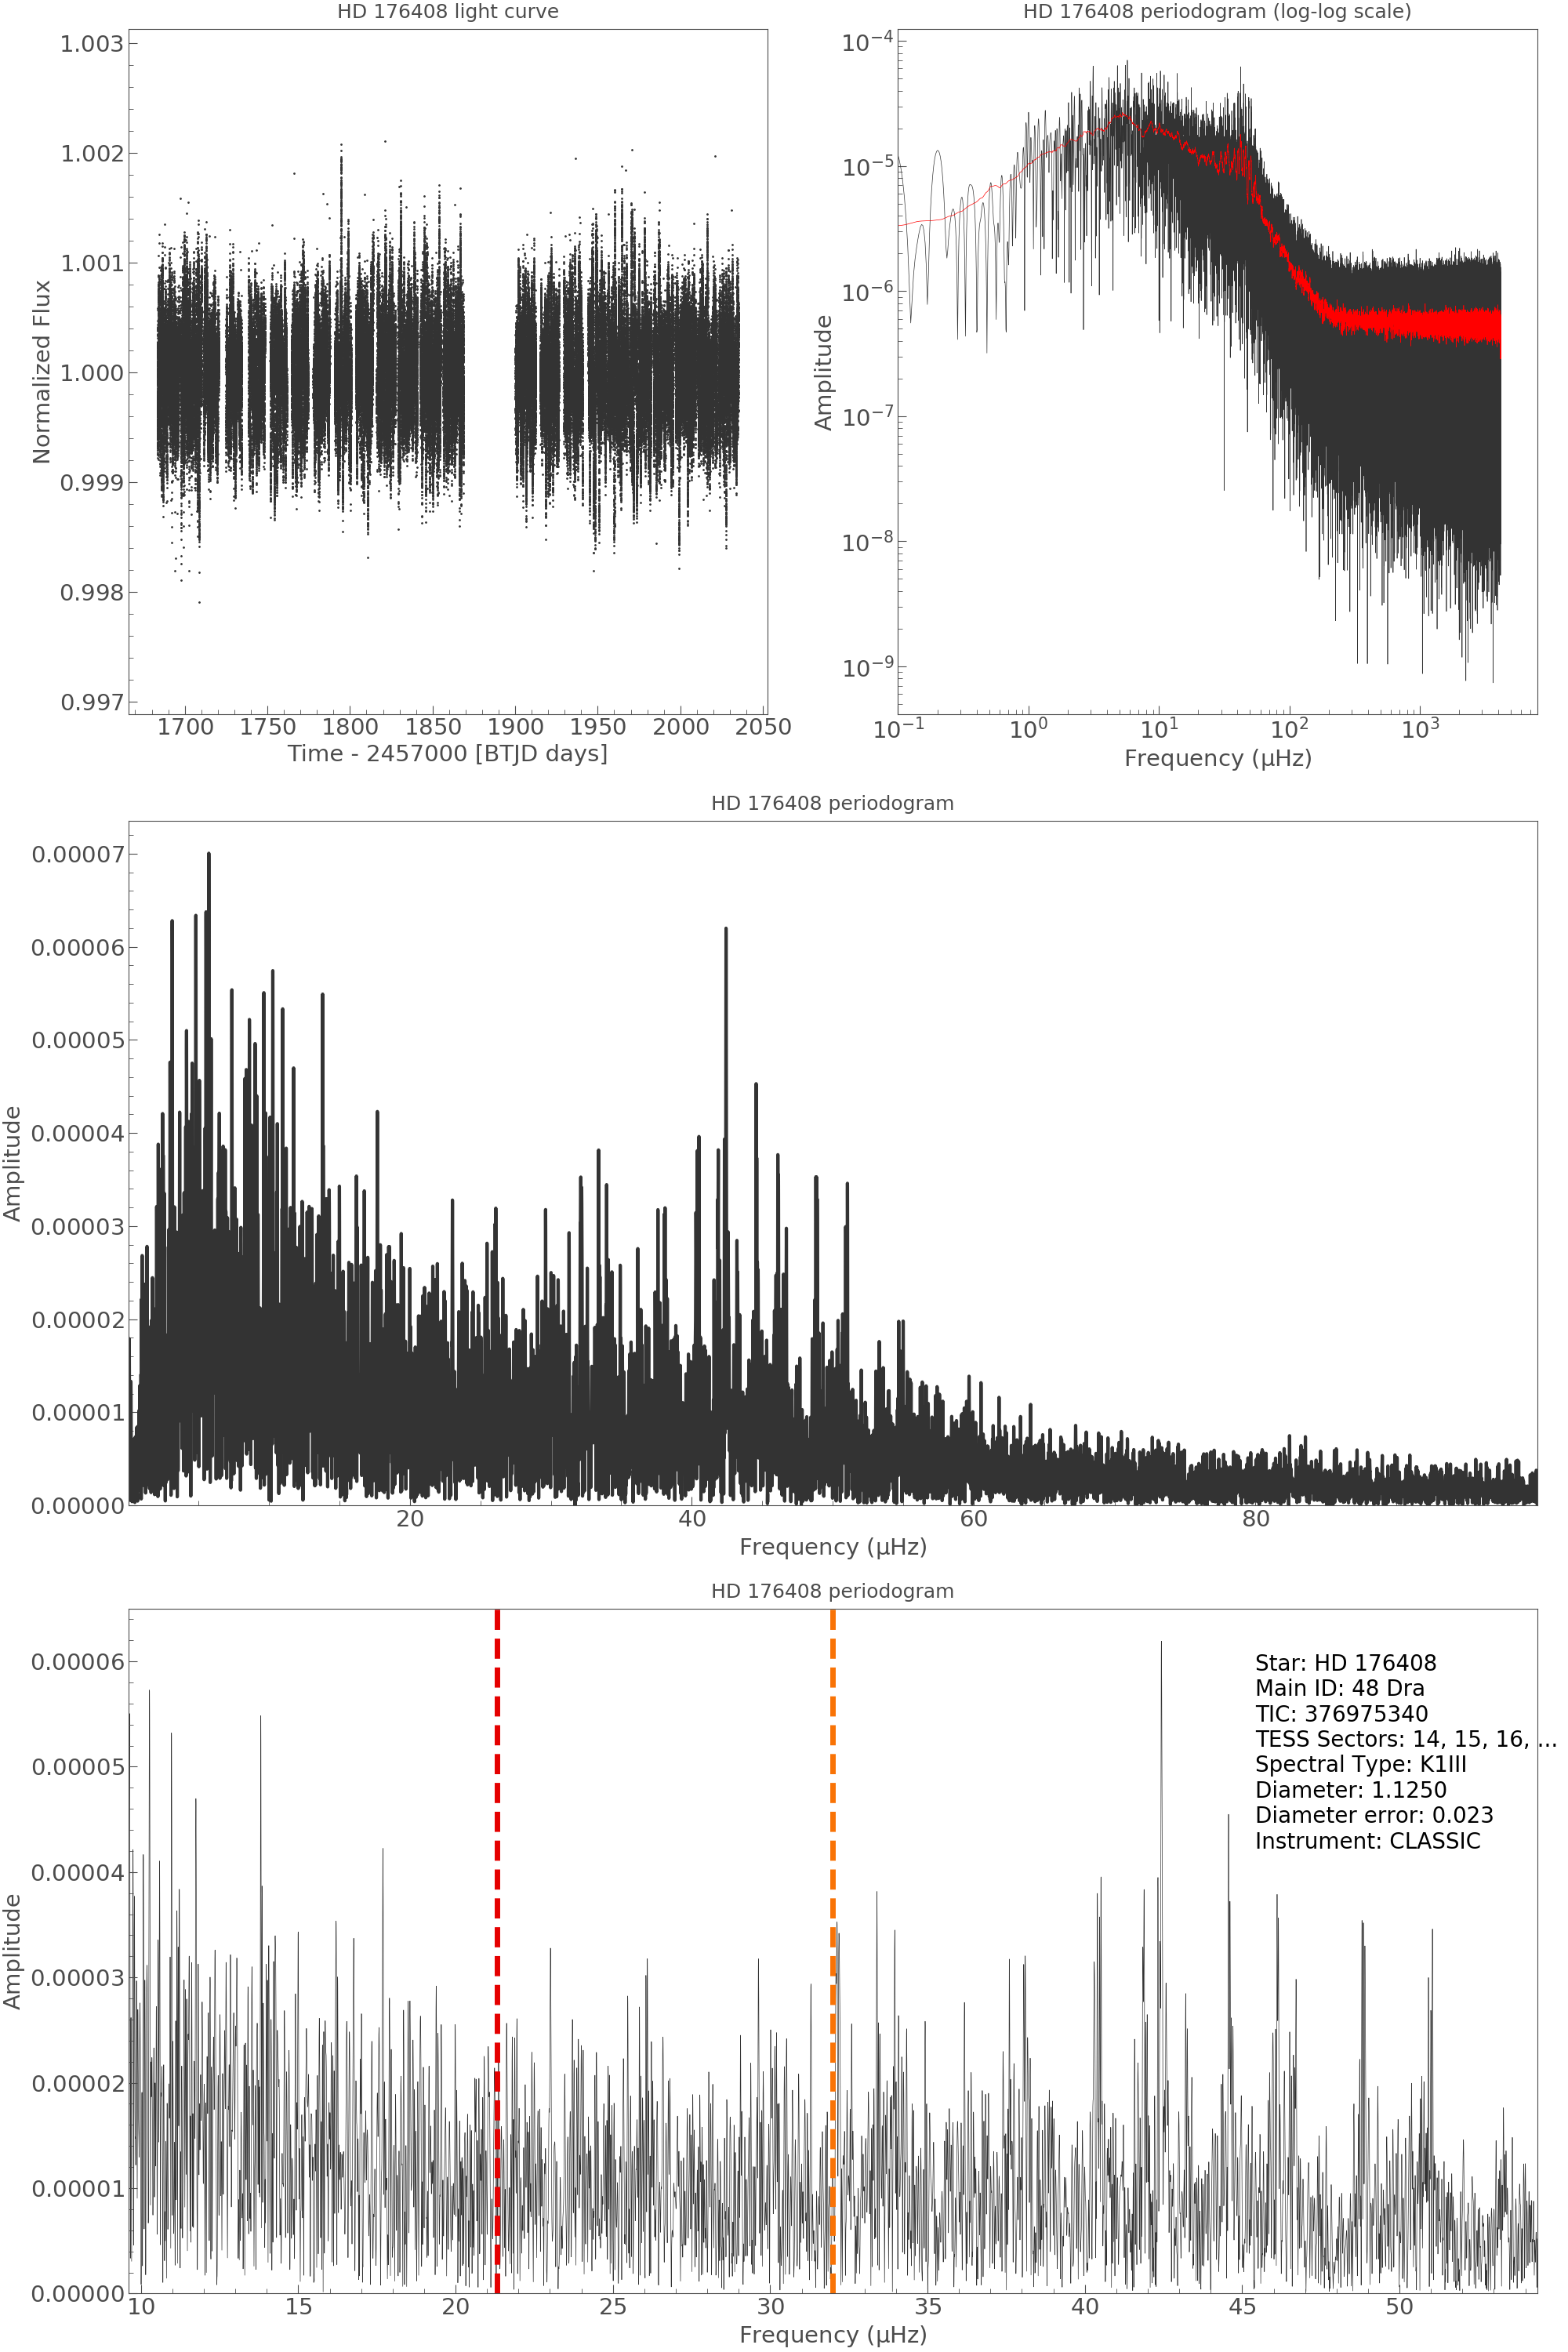 HD 176408 light curve
1.003
1.002
1.001
1.000
0.999
0.998
0.997
Normalized Flux
1700 1750 1800 1850 1900 1950 2000 2050
Time - 2457000 [BTJD days]
HD 176408 periodogram (log-log scale)
10⁻⁴
10⁻⁵
10⁻⁶
10⁻⁷
10⁻⁸
10⁻⁹
Amplitude
10⁻¹ 10⁰ 10¹ 10² 10³
Frequency (µHz)
HD 176408 periodogram
0.00007
0.00006
0.00005
0.00004
0.00003
0.00002
0.00001
0.00000
Amplitude
20 40 60 80
Frequency (µHz)
HD 176408 periodogram
0.00006
0.00005
0.00004
0.00003
0.00002
0.00001
0.00000
Amplitude
Star: HD 176408
Main ID: 48 Dra
TIC: 376975340
TESS Sectors: 14, 15, 16, ...
Spectral Type: K1III
Diameter: 1.1250
Diameter error: 0.023
Instrument: CLASSIC
10 15 20 25 30 35 40 45 50
Frequency (µHz)